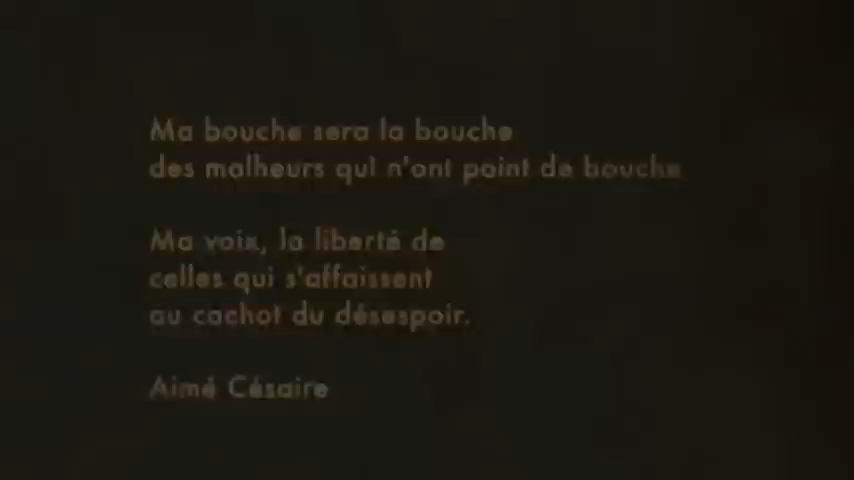 Ma bouche sera la bouche
des malheurs qui n'ont point de bouche
Ma voix, la liberté de
celles qui s'affaissent
au cachot du désespoir.
Aimé Césaire